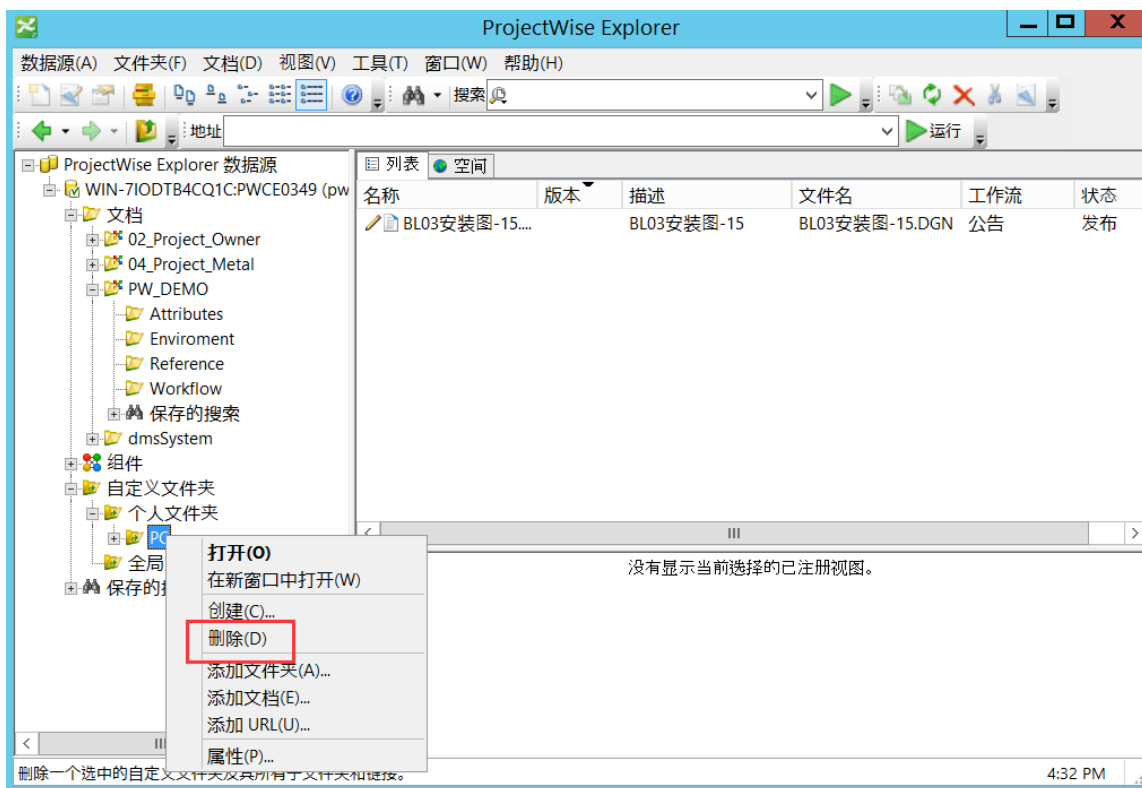 ProjectWise Explorer
数据源(A) 文件夹(F) 文档(D) 视图(V) 工具(T) 窗口(W) 帮助(H)
搜索
地址 运行
ProjectWise Explorer 数据源
WIN-7IODTB4CQ1C:PWCE0349 (pw
文档
02_Project_Owner
04_Project_Metal
PW_DEMO
Attributes
Enviroment
Reference
Workflow
保存的搜索
dmsSystem
组件
自定义文件夹
个人文件夹
PC
全局
保存的
列表 空间
名称 版本 描述 文件名 工作流 状态
BL03安装图-15.... BL03安装图-15 BL03安装图-15.DGN 公告 发布
没有显示当前选择的已注册视图。
打开(O)
在新窗口中打开(W)
创建(C)...
删除(D)
添加文件夹(A)...
添加文档(E)...
添加 URL(U)...
属性(P)...
删除一个选中的自定义文件夹及其所有子文件夹和链接。 4:32 PM